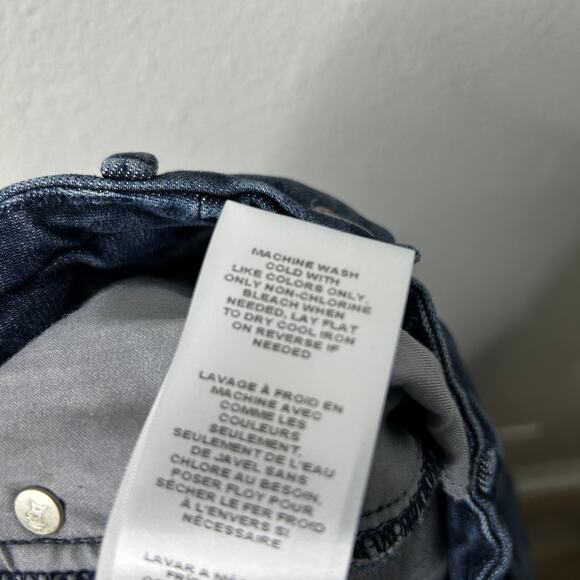 MACHINE WASH
COLD WITH
LIKE COLORS ONLY.
ONLY NON-CHLORINE
BLEACH WHEN
NEEDED, LAY FLAT
TO DRY COOL IRON
ON REVERSE IF
NEEDED
LAVAGE À FROID EN
MACHINE AVEC
COMME LES
COULEURS
SEULEMENT.
SEULEMENT DE L'EAU
DE JAVEL SANS
CHLORE AU BESOIN,
POSER FLOY POUR
SÉCHER LE FER FROID
À L'ENVERS SI
NÉCESSAIRE
LAVAR A